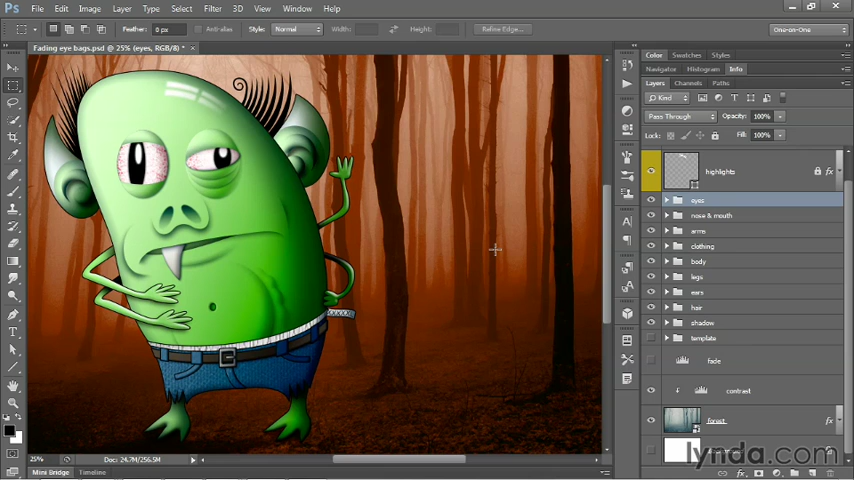 Ps File Edit Image Layer Type Select Filter 3D View Window Help
Feather: 0 px Anti-alias Style: Normal Width: Height: Refine Edge... One-on-One
Fading eye bags.psd @ 25% (eyes, RGB/8) * ×
Color Swatches Styles
Navigator Histogram Info
Layers Channels Paths
Kind
Pass Through Opacity: 100%
Lock: Fill: 100%
highlights
eyes
nose & mouth
arms
clothing
body
legs
ears
hair
shadow
template
fade
contrast
forest
lynda.com
25% Doc: 24.7M/256.5M
Mini Bridge Timeline